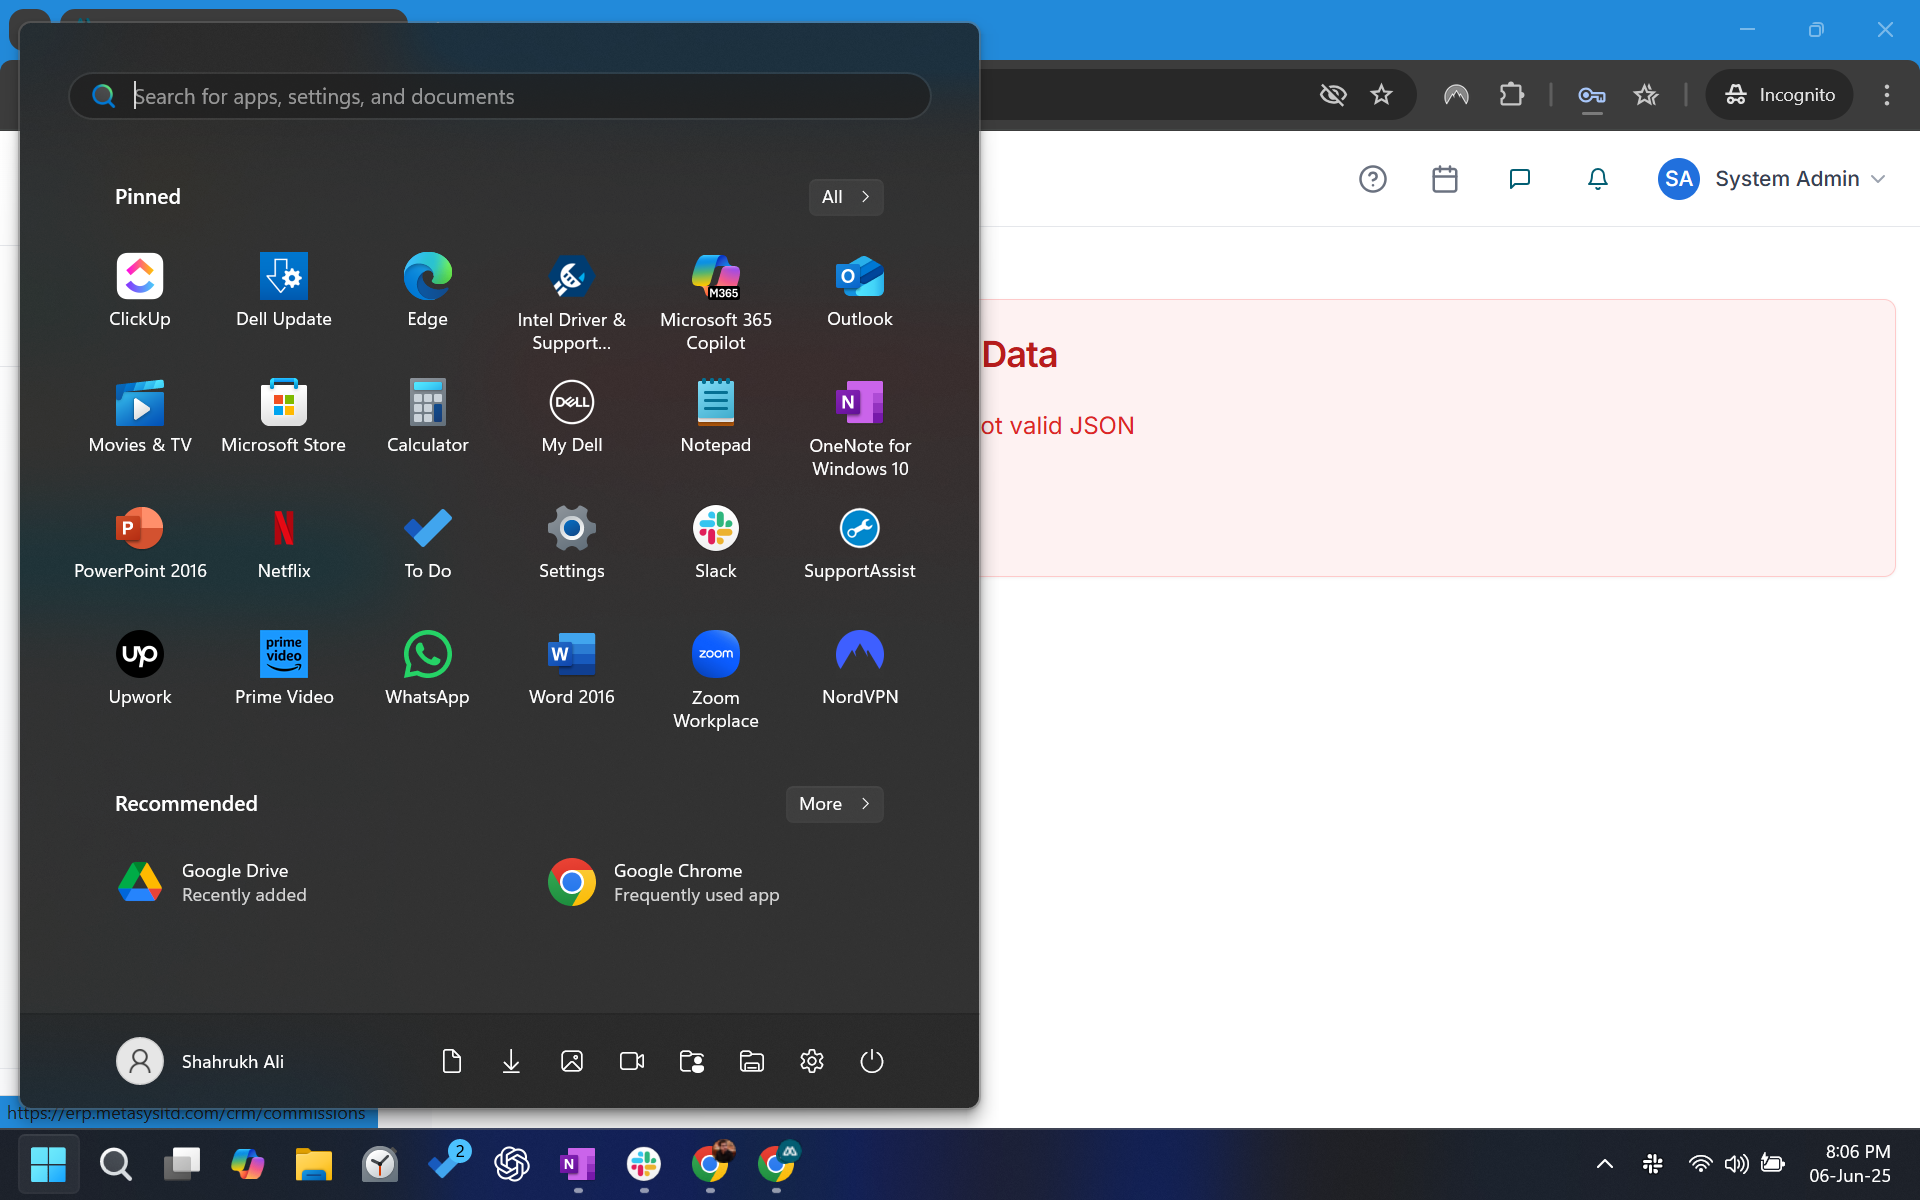 Search for apps, settings, and documents
Incognito
SA
System Admin
Pinned
All
ClickUp
Dell Update
Edge
Intel Driver &
Support...
M365
Microsoft 365
Copilot
O
Outlook
Movies & TV
Microsoft Store
Calculator
DELL
My Dell
Notepad
N
OneNote for
Windows 10
P
PowerPoint 2016
N
Netflix
To Do
Settings
Slack
SupportAssist
up
Upwork
prime
video
Prime Video
WhatsApp
W
Word 2016
zoom
Zoom
Workplace
NordVPN
Data
ot valid JSON
Recommended
More
Google Drive
Recently added
Google Chrome
Frequently used app
Shahrukh Ali
https://erp.metasysltd.com/crm/commissions
2
N
8:06 PM
06-Jun-25